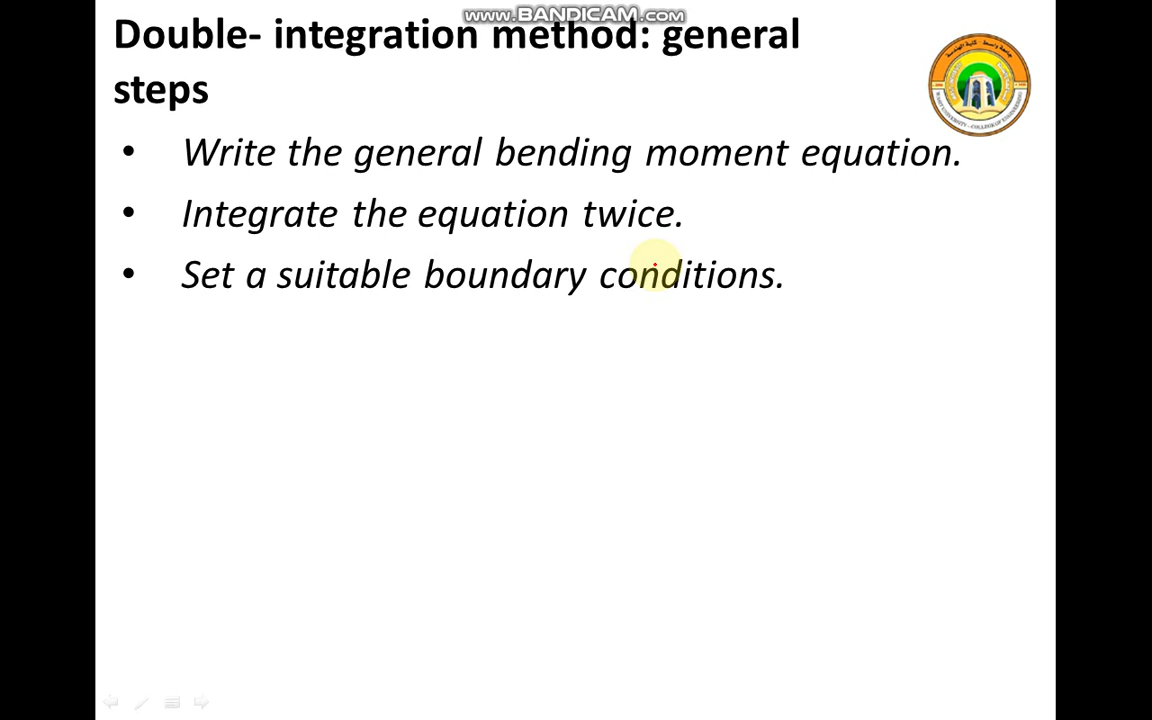 www.BANDICAM.com
Double- integration method: general
steps
• Write the general bending moment equation.
• Integrate the equation twice.
• Set a suitable boundary conditions.